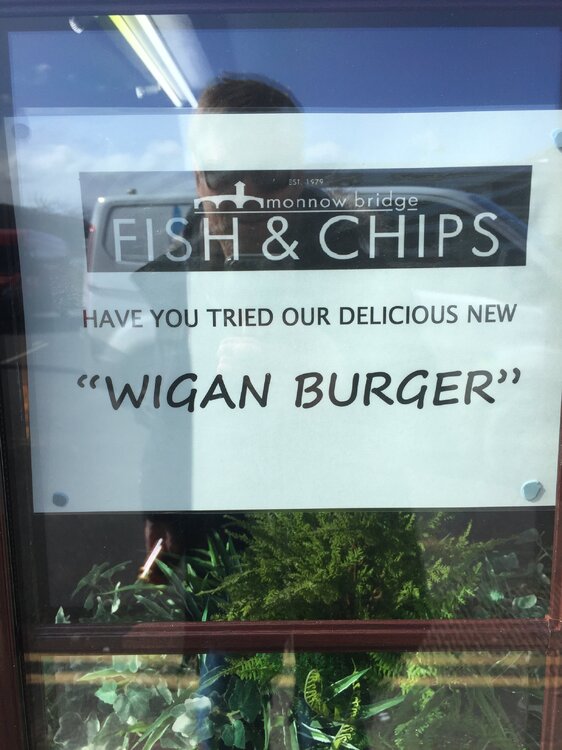 EST. 1979
monnow bridge
FISH & CHIPS
HAVE YOU TRIED OUR DELICIOUS NEW
“WIGAN BURGER”